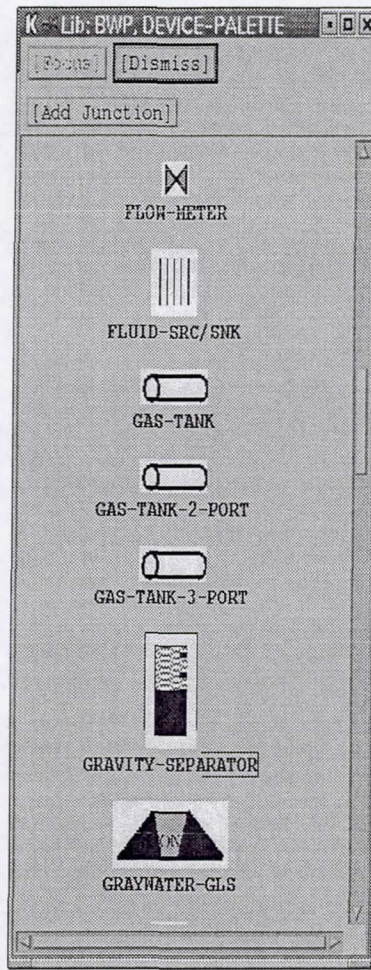 K Lib: BWP, DEVICE-PALETTE
[Focus] [Dismiss]
[Add Junction]
FLOW-METER
FLUID-SRC/SNK
GAS-TANK
GAS-TANK-2-PORT
GAS-TANK-3-PORT
GRAVITY-SEPARATOR
ON
GRAYWATER-GLS